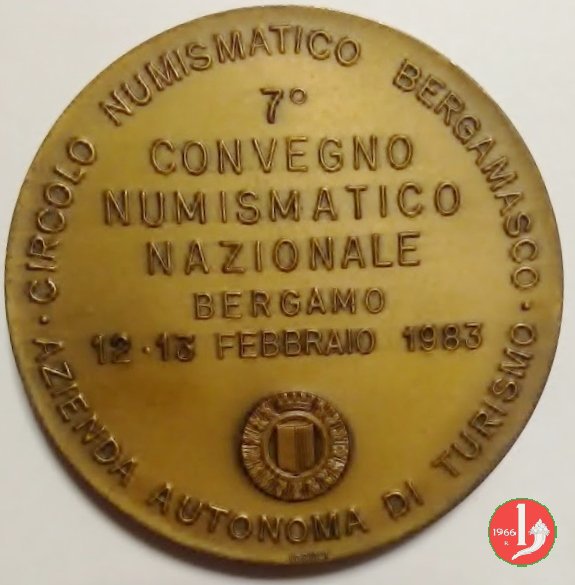 · CIRCOLO NUMISMATICO BERGAMASCO ·
7°
CONVEGNO
NUMISMATICO
NAZIONALE
BERGAMO
12·13 FEBBRAIO 1983
AZIENDA AUTONOMA DI TURISMO
1966
R